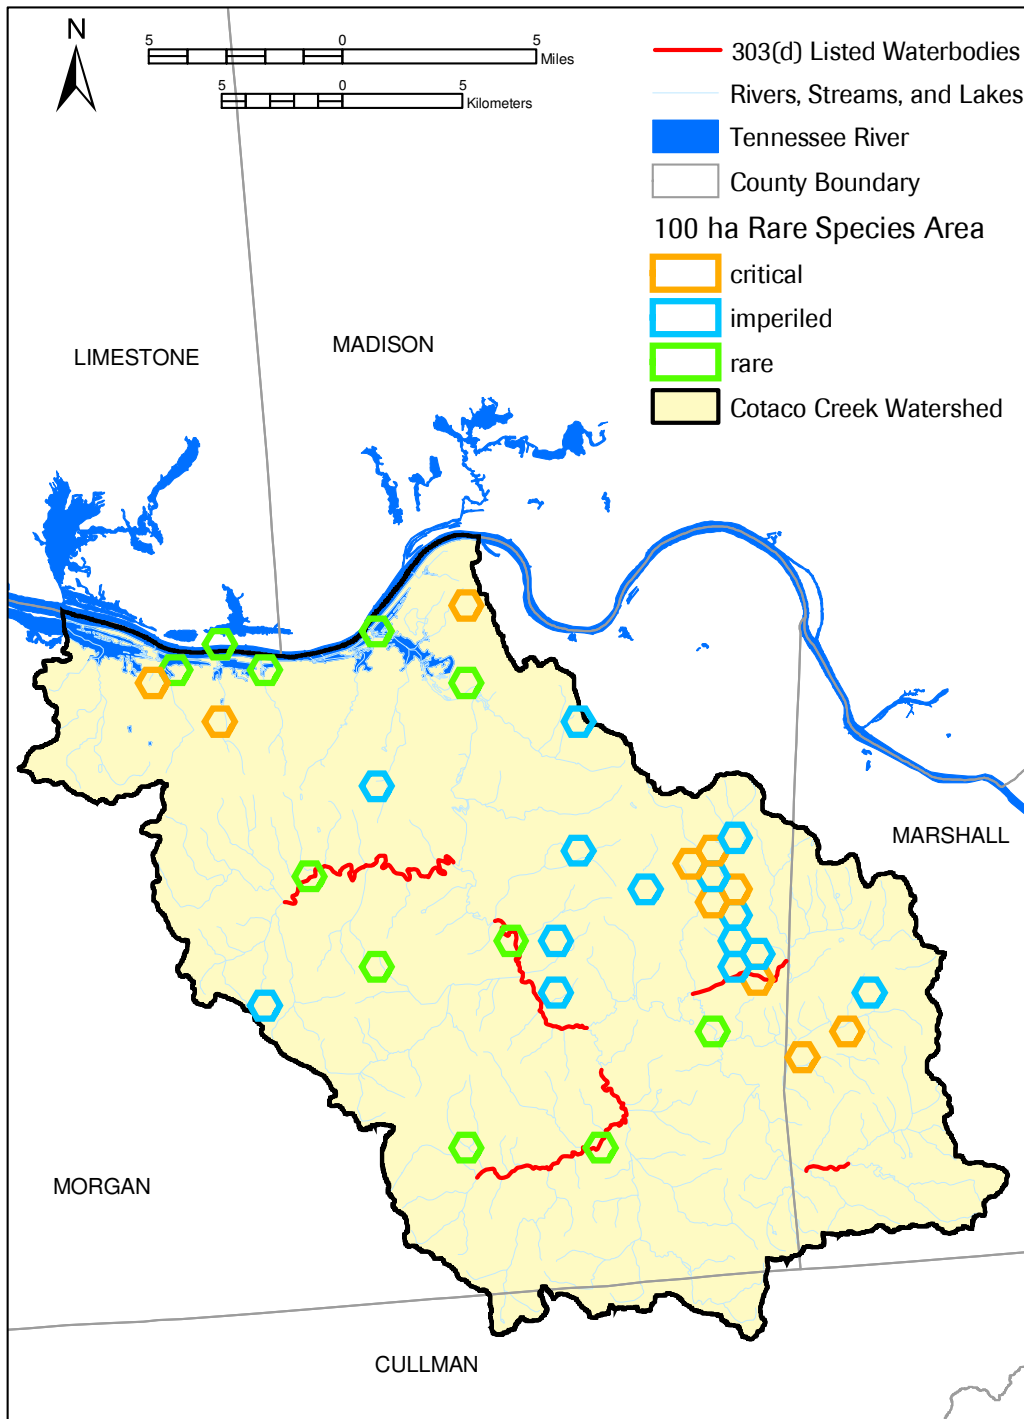 N
5 0 5
Miles
5 0 5
Kilometers
303(d) Listed Waterbodies
Rivers, Streams, and Lakes
Tennessee River
County Boundary
100 ha Rare Species Area
critical
imperiled
rare
Cotaco Creek Watershed
LIMESTONE
MADISON
MARSHALL
MORGAN
CULLMAN